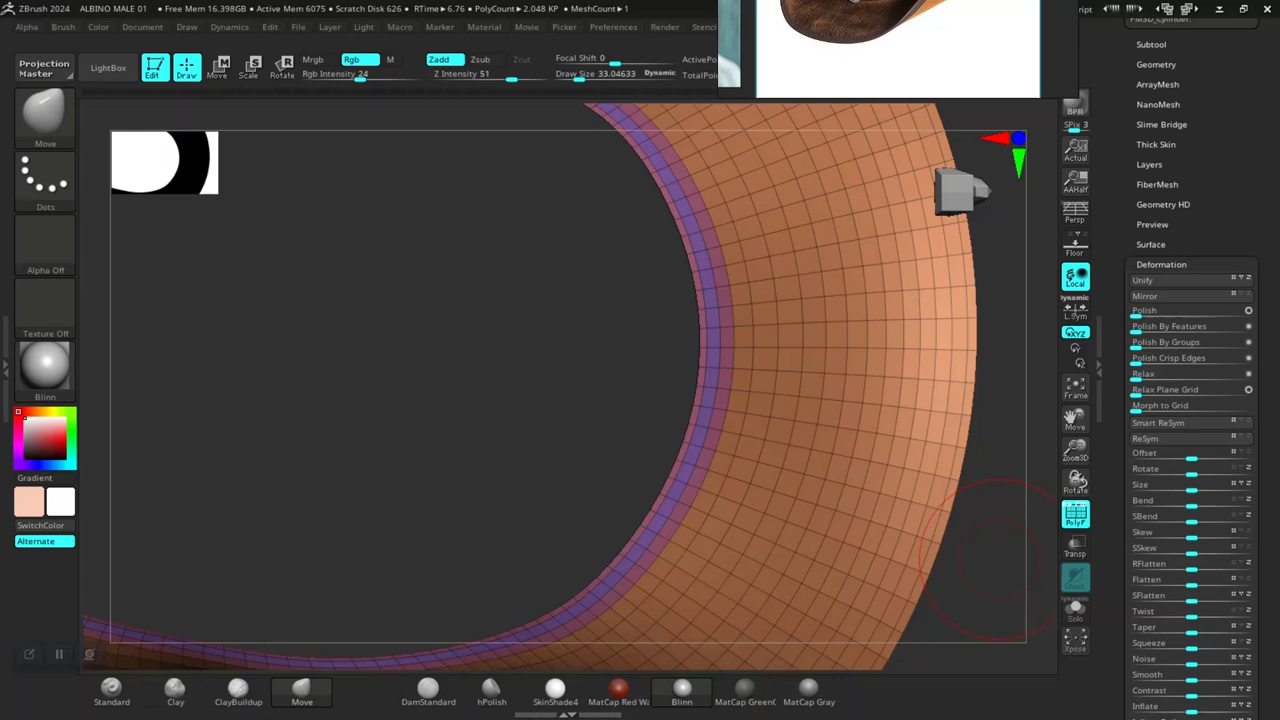 ZBrush 2024 ALBINO MALE 01 • Free Mem 16.398GB • Active Mem 6075 • Scratch Disk 626 • RTime▸6.76 PolyCount▸2.048 KP • MeshCount▸1
Alpha Brush Color Document Draw Dynamics Edit File Layer Light Macro Marker Material Movie Picker Preferences Render Stencil
Projection Master LightBox Edit Draw Move Scale Rotate
Mrgb Rgb M
Rgb Intensity 24
Zadd Zsub Zcut
Z Intensity 51
Focal Shift 0
Draw Size 33.04633 Dynamic
Move
Dots
Alpha Off
Texture Off
Blinn
Gradient
SwitchColor
Alternate
BPR
SPix 3
Actual
AAHalf
Persp
Floor
Local
Dynamic
L.Sym
XYZ
Frame
Move
Zoom3D
Rotate
PolyF
Transp
Ghost
Dynamic
Solo
Xpose
PM3D_Cylinder.
Subtool
Geometry
ArrayMesh
NanoMesh
Slime Bridge
Thick Skin
Layers
FiberMesh
Geometry HD
Preview
Surface
Deformation
Unify
Mirror
Polish
Polish By Features
Polish By Groups
Polish Crisp Edges
Relax
Relax Plane Grid
Morph to Grid
Smart ReSym
ReSym
Offset
Rotate
Size
Bend
SBend
Skew
SSkew
RFlatten
Flatten
SFlatten
Twist
Taper
Squeeze
Noise
Smooth
Contrast
Inflate
Standard Clay ClayBuildup Move DamStandard hPolish SkinShade4 MatCap Red Wa Blinn MatCap GreenC MatCap Gray